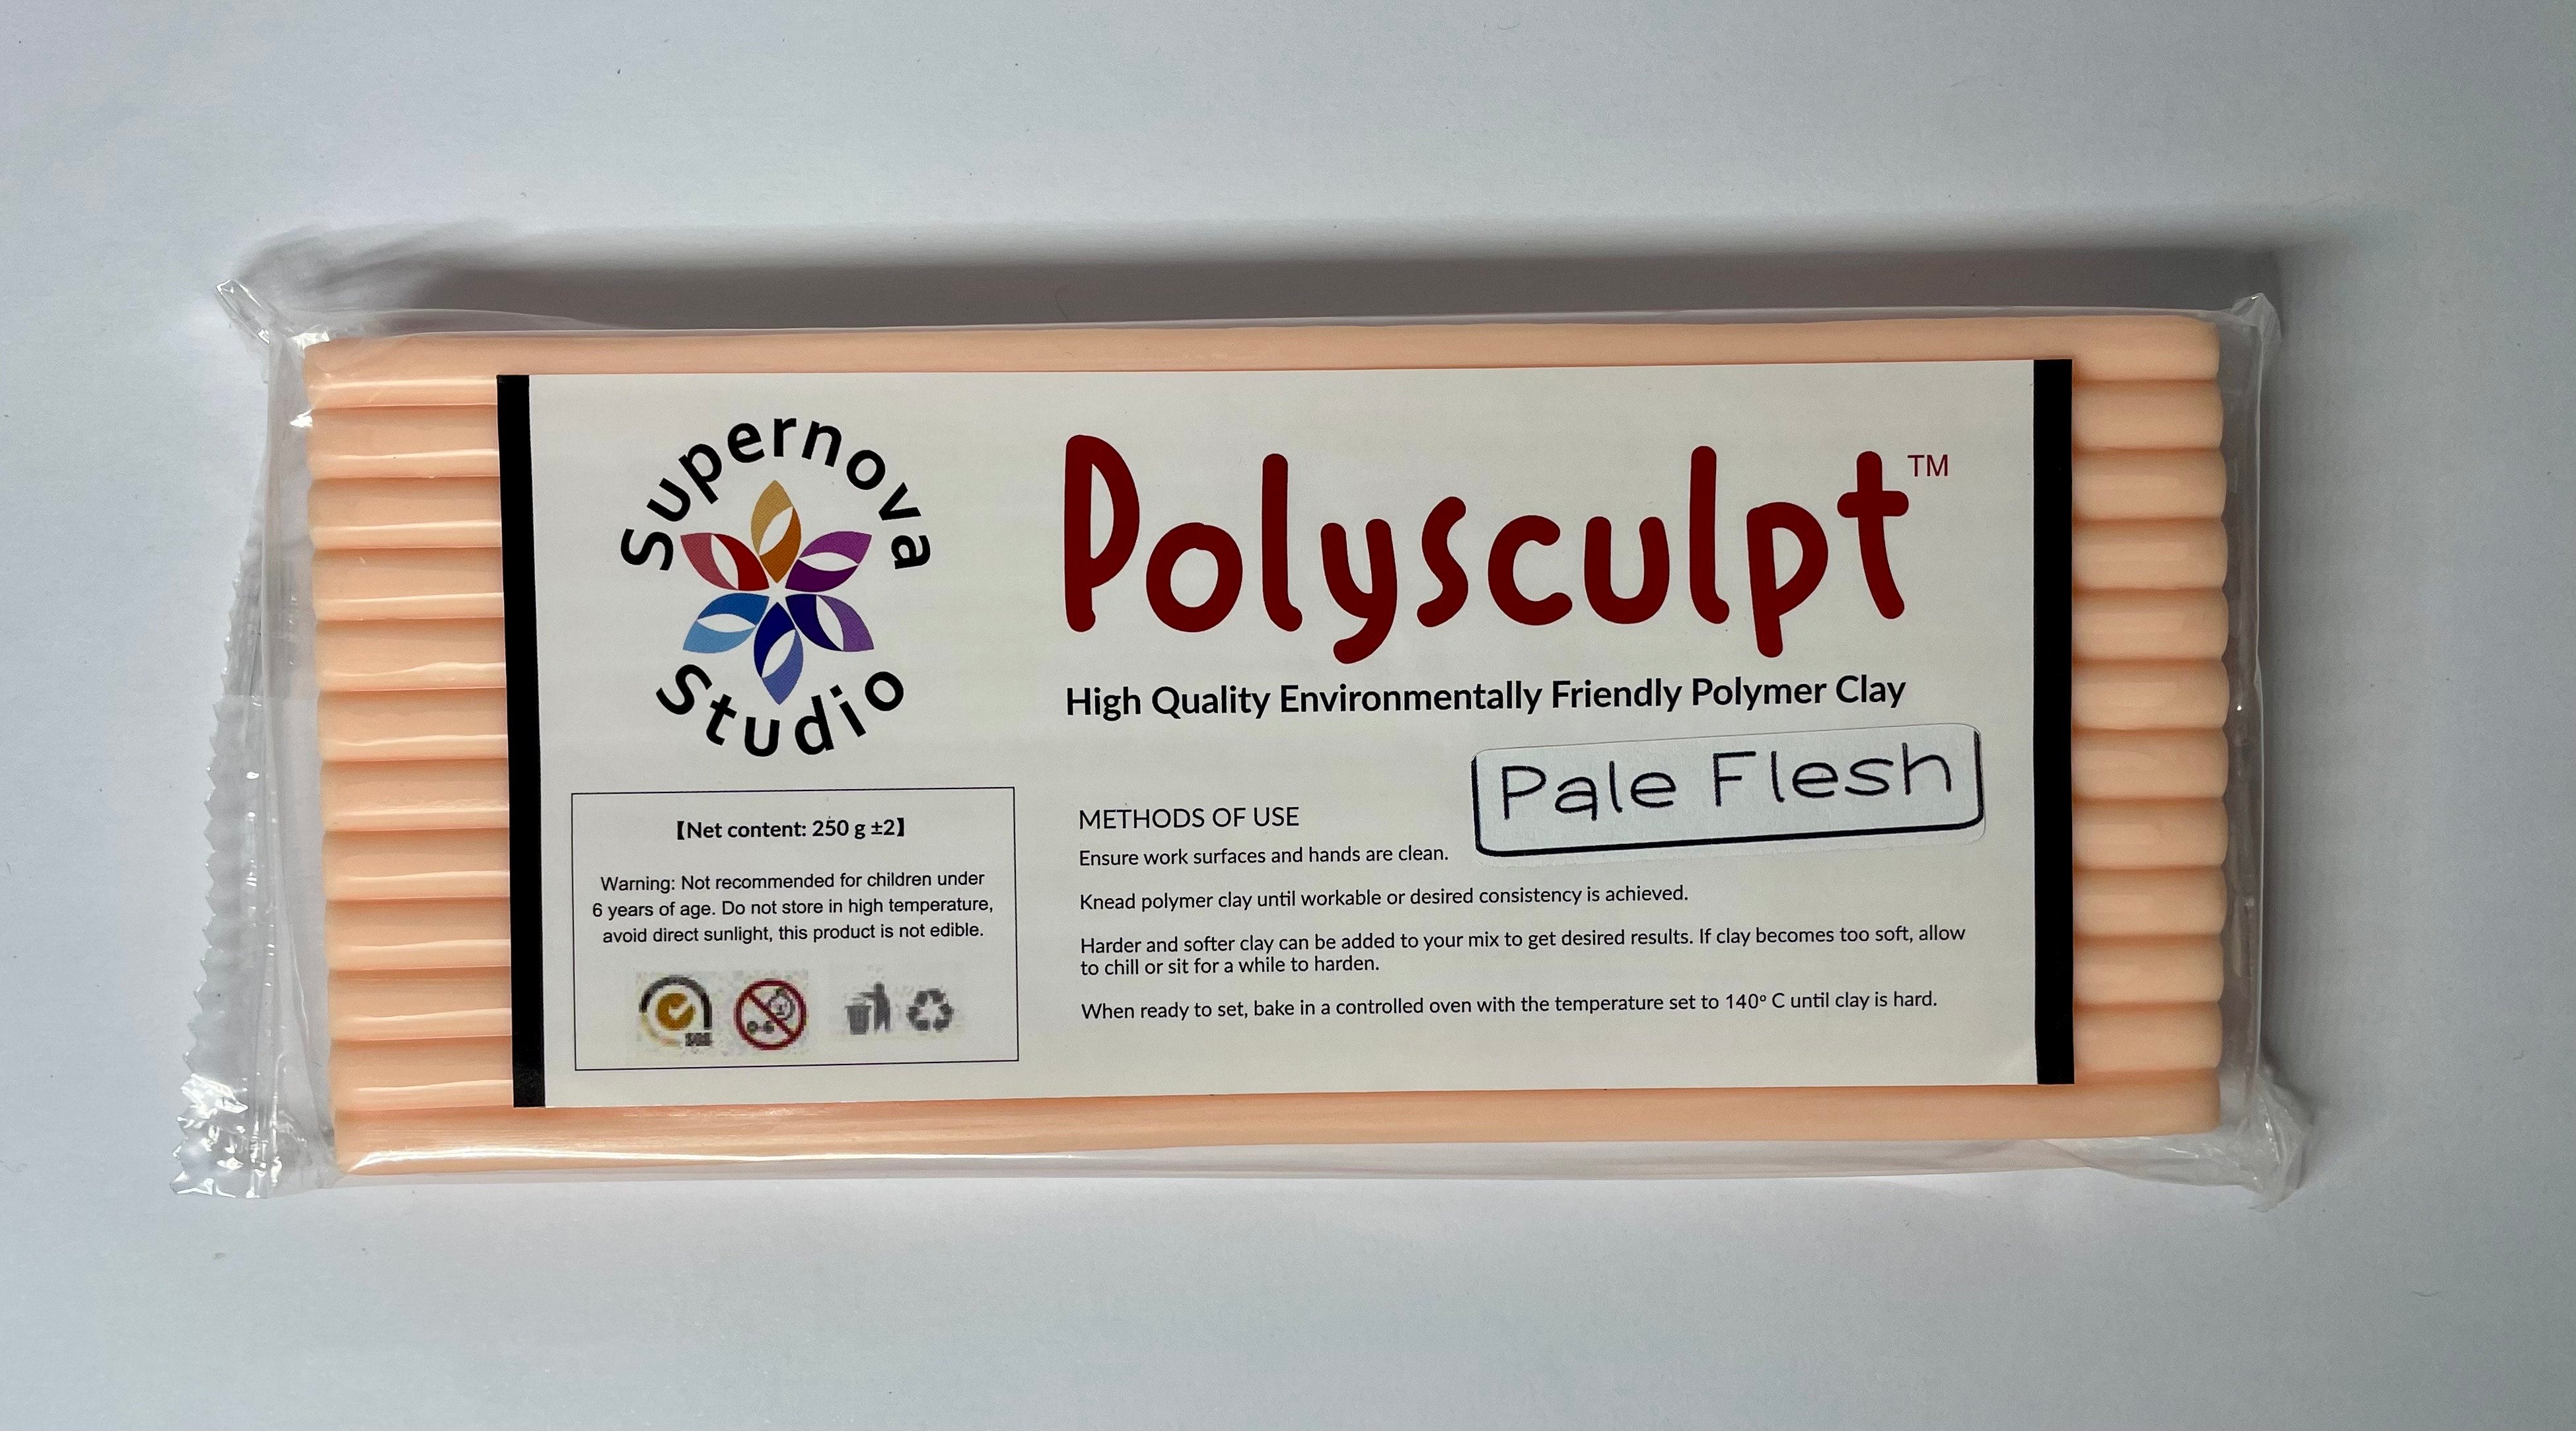 Supernova
Studio
Polysculpt™
High Quality Environmentally Friendly Polymer Clay
Pale Flesh
【Net content: 250 g ±2】
Warning: Not recommended for children under
6 years of age. Do not store in high temperature,
avoid direct sunlight, this product is not edible.
0-6
METHODS OF USE
Ensure work surfaces and hands are clean.
Knead polymer clay until workable or desired consistency is achieved.
Harder and softer clay can be added to your mix to get desired results. If clay becomes too soft, allow
to chill or sit for a while to harden.
When ready to set, bake in a controlled oven with the temperature set to 140º C until clay is hard.